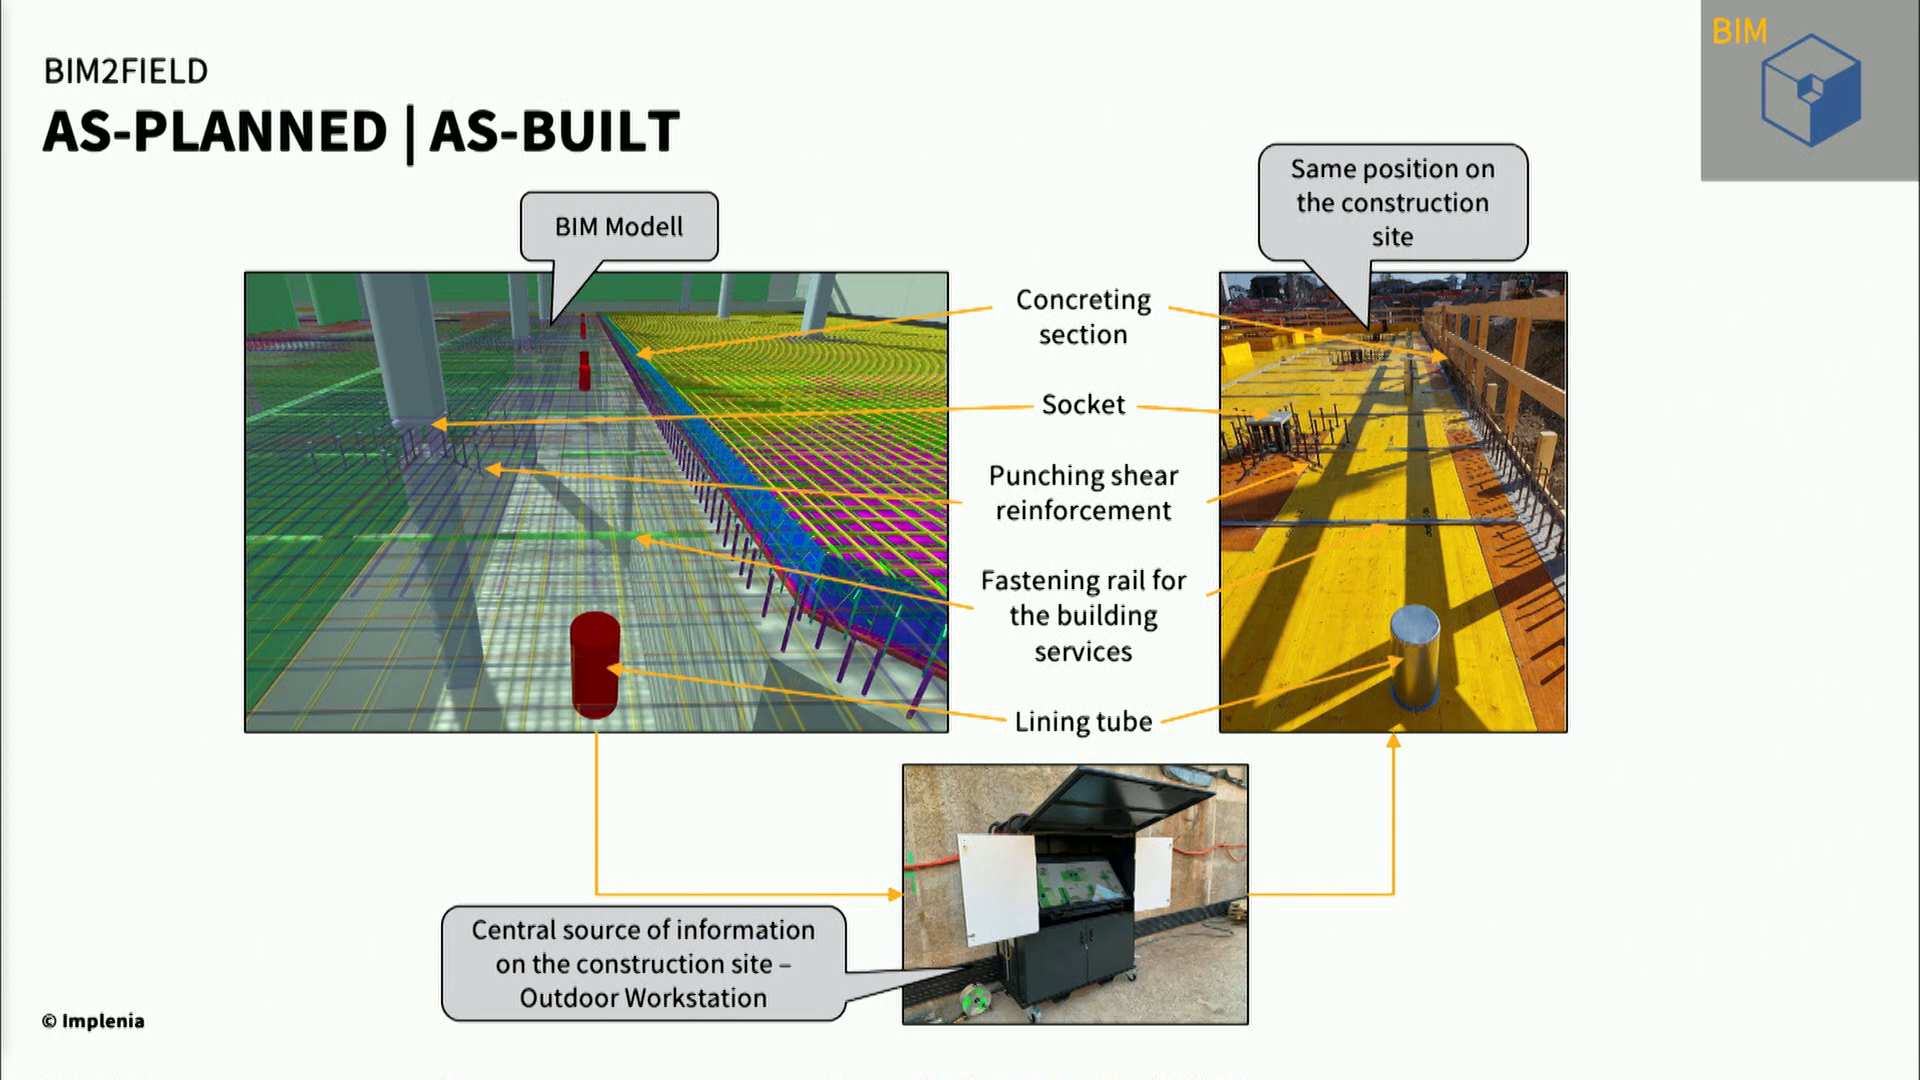 BIM
BIM2FIELD
AS-PLANNED | AS-BUILT
BIM Modell
Same position on
the construction
site
Concreting
section
Socket
Punching shear
reinforcement
Fastening rail for
the building
services
Lining tube
Central source of information
on the construction site –
Outdoor Workstation
© Implenia